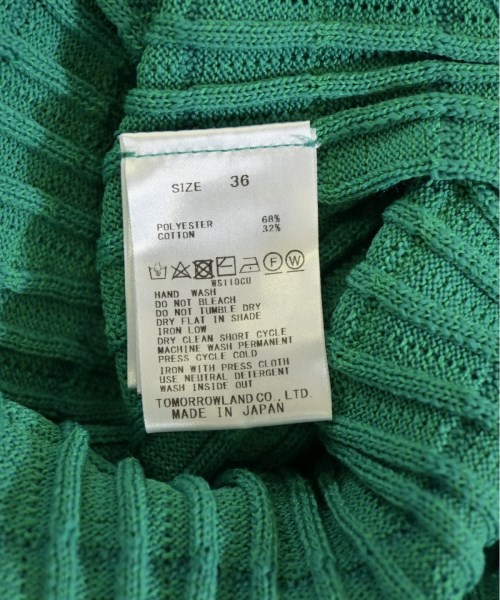 SIZE 36
POLYESTER 68%
COTTON 32%
F W
WS110CU
HAND WASH
DO NOT BLEACH
DO NOT TUMBLE DRY
DRY FLAT IN SHADE
IRON LOW
DRY CLEAN SHORT CYCLE
MACHINE WASH PERMANENT
PRESS CYCLE COLD
IRON WITH PRESS CLOTH
USE NEUTRAL DETERGENT
WASH INSIDE OUT
TOMORROWLAND CO., LTD.
MADE IN JAPAN